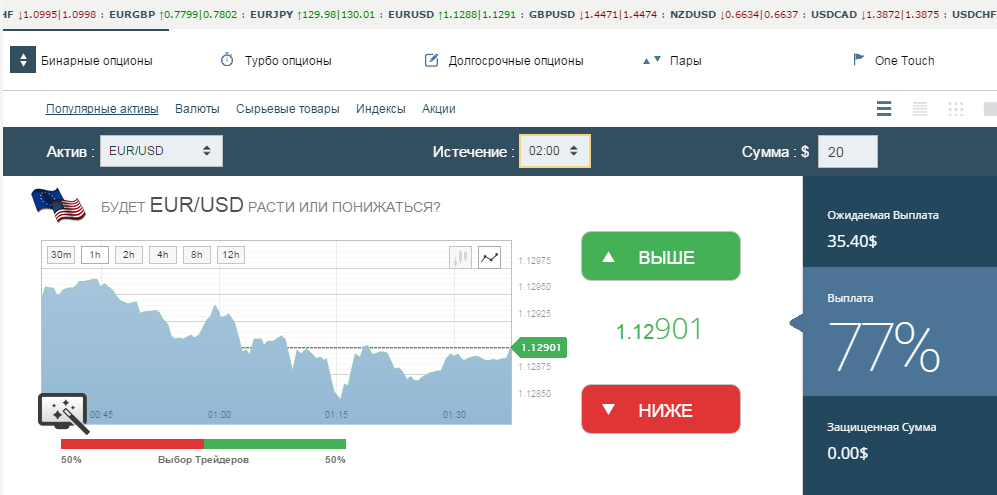 HF ↓1.0995|1.0998 : EURGBP ↑0.7799|0.7802 : EURJPY ↑129.98|130.01 : EURUSD ↑1.1288|1.1291 : GBPUSD ↓1.4471|1.4474 : NZDUSD ↓0.6634|0.6637 : USDCAD ↓1.3872|1.3875 : USDCHF
Бинарные опционы Турбо опционы Долгосрочные опционы Пары One Touch
Популярные активы Валюты Сырьевые товары Индексы Акции
Актив : EUR/USD Истечение : 02:00 Сумма : $ 20
БУДЕТ EUR/USD РАСТИ ИЛИ ПОНИЖАТЬСЯ?
30m 1h 2h 4h 8h 12h
1.12975
1.12950
1.12925
1.12901
1.12875
1.12850
00:45 01:00 01:15 01:30
50% Выбор Трейдеров 50%
ВЫШЕ
1.12901
НИЖЕ
Ожидаемая Выплата
35.40$
Выплата
77%
Защищенная Сумма
0.00$